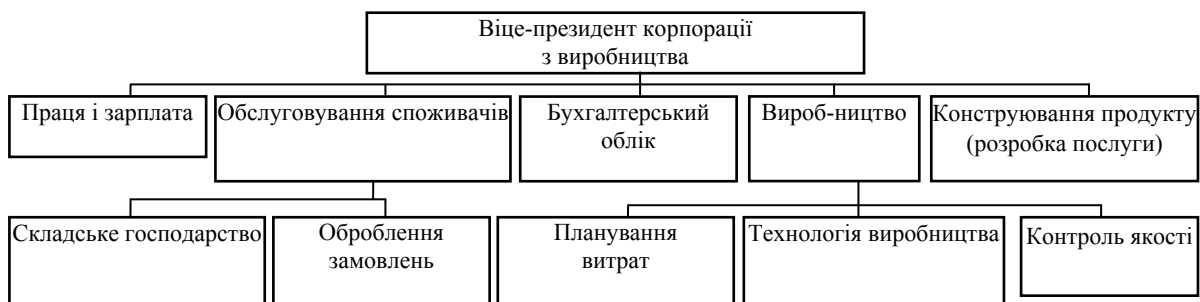 Віце-президент корпорації
з виробництва
Праця і зарплата
Обслуговування споживачів
Бухгалтерський
облік
Вироб-ництво
Конструювання продукту
(розробка послуги)
Складське господарство
Оброблення
замовлень
Планування
витрат
Технологія виробництва
Контроль якості